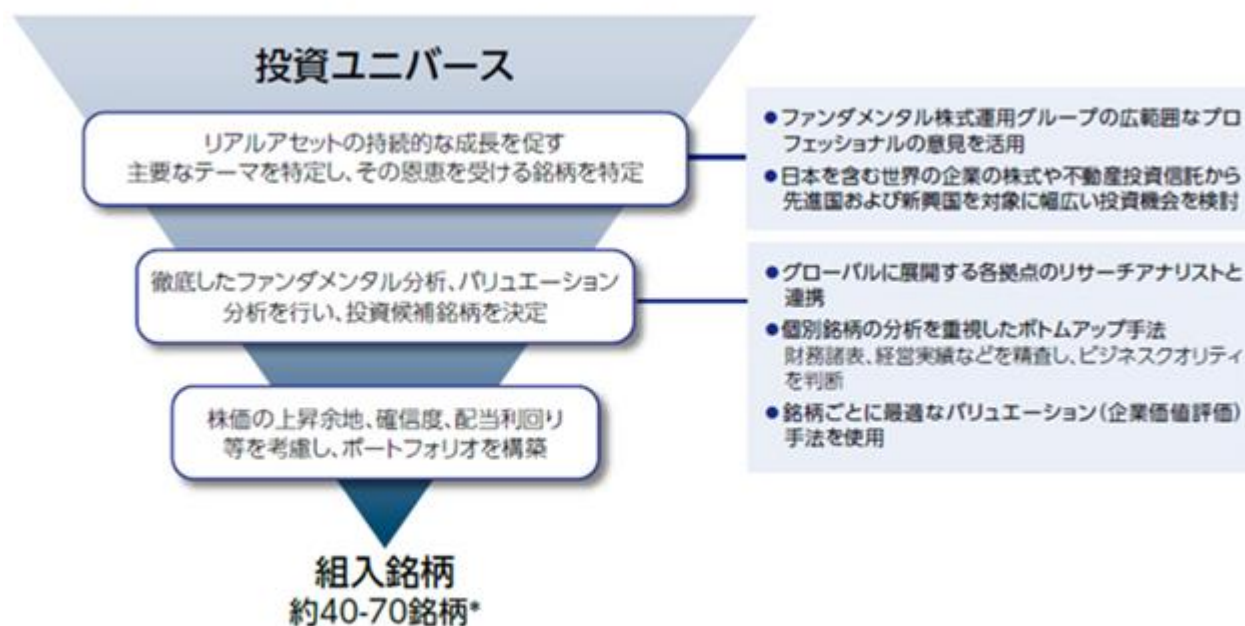 投資ユニバース
リアルアセットの持続的な成長を促す
主要なテーマを特定し、その恩恵を受ける銘柄を特定
●ファンダメンタル株式運用グループの広範囲なプロ
フェッショナルの意見を活用
●日本を含む世界の企業の株式や不動産投資信託から
先進国および新興国を対象に幅広い投資機会を検討
徹底したファンダメンタル分析、バリュエーション
分析を行い、投資候補銘柄を決定
●グローバルに展開する各拠点のリサーチアナリストと
連携
●個別銘柄の分析を重視したボトムアップ手法
財務諸表、経営実績などを精査し、ビジネスクオリティ
を判断
●銘柄ごとに最適なバリュエーション(企業価値評価)
手法を使用
株価の上昇余地、確信度、配当利回り
等を考慮し、ポートフォリオを構築
組入銘柄
約40-70銘柄*